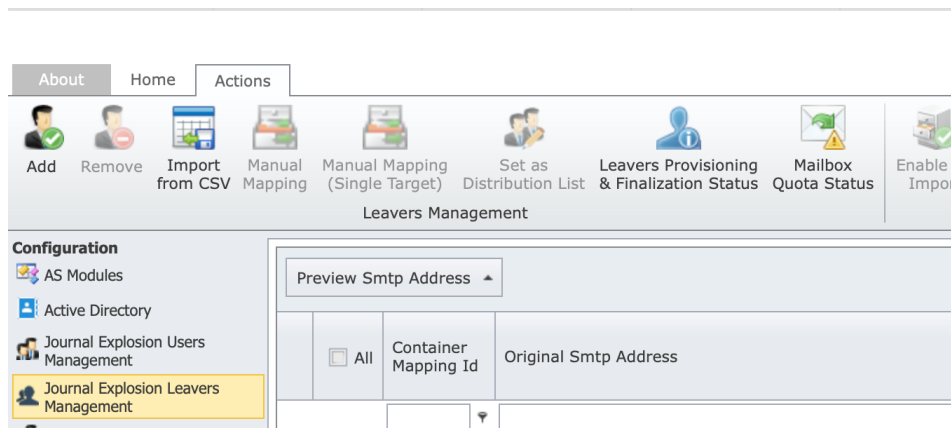 About Home Actions
Add Remove Import from CSV Manual Mapping Manual Mapping (Single Target) Set as Distribution List Leavers Provisioning & Finalization Status Mailbox Quota Status Enable
Leavers Management
Configuration
AS Modules
Active Directory
Journal Explosion Users
Management
Journal Explosion Leavers
Management
Preview Smtp Address
All
Container
Mapping Id
Original Smtp Address